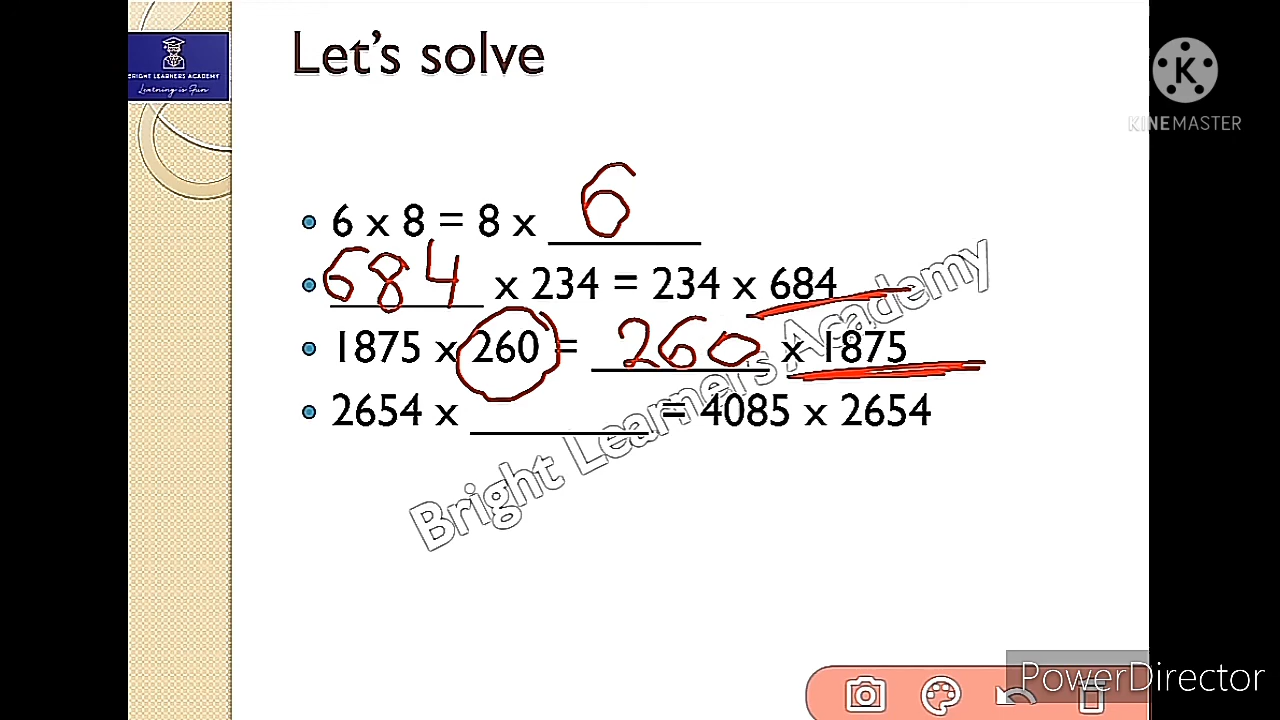 Let's solve
BRIGHT LEARNERS ACADEMY
Learning is Fun
KINEMASTER
6 x 8 = 8 x 6
684 x 234 = 234 x 684
1875 x 260 = 260 x 1875
2654 x ________ = 4085 x 2654
Bright Learners Academy
PowerDirector